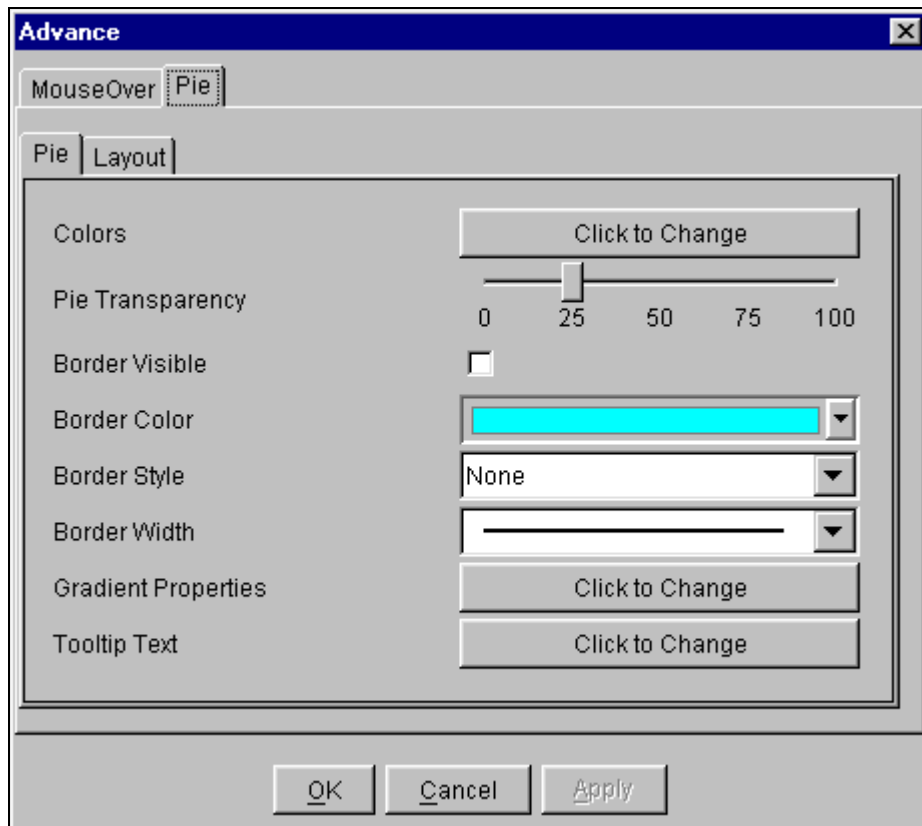 Advance
MouseOver Pie
Pie Layout
Colors Click to Change
Pie Transparency
0 25 50 75 100
Border Visible
Border Color
Border Style None
Border Width
Gradient Properties Click to Change
Tooltip Text Click to Change
OK Cancel Apply